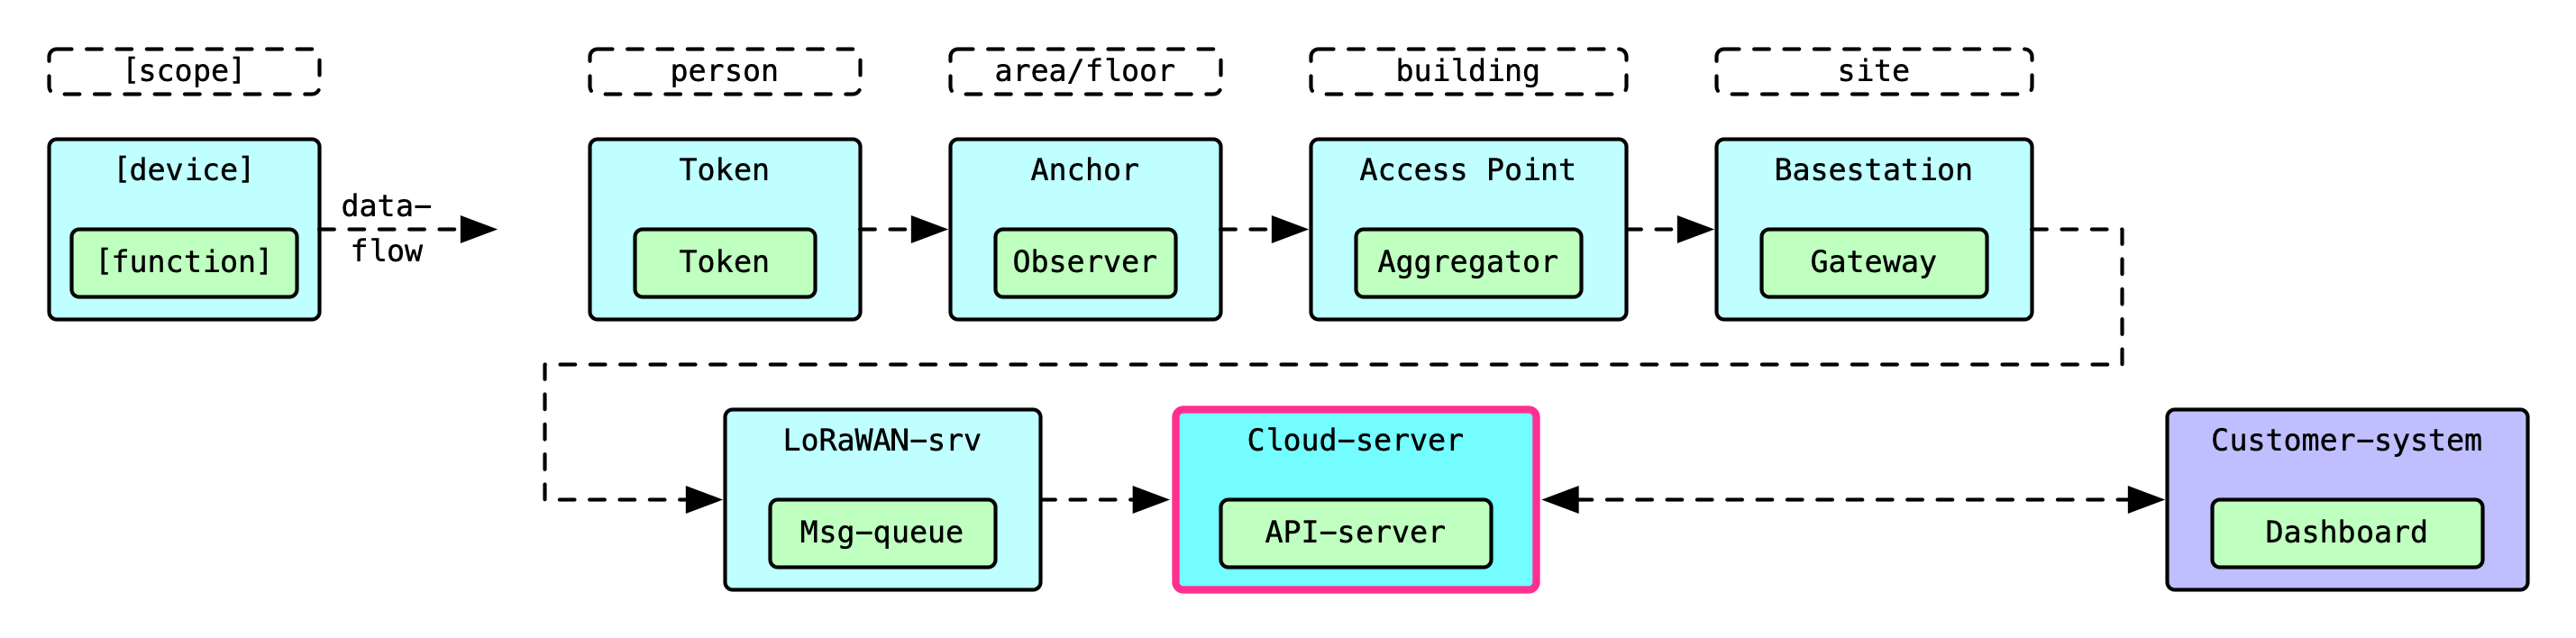 [scope]
person
area/floor
building
site
[device]
[function]
data-
flow
Token
Token
Anchor
Observer
Access Point
Aggregator
Basestation
Gateway
LoRaWAN-srv
Msg-queue
Cloud-server
API-server
Customer-system
Dashboard